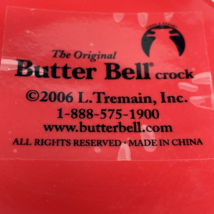 The Original
Butter Bell® crock
©2006 L. Tremain, Inc.
1-888-575-1900
www.butterbell.com
ALL RIGHTS RESERVED • MADE IN CHINA